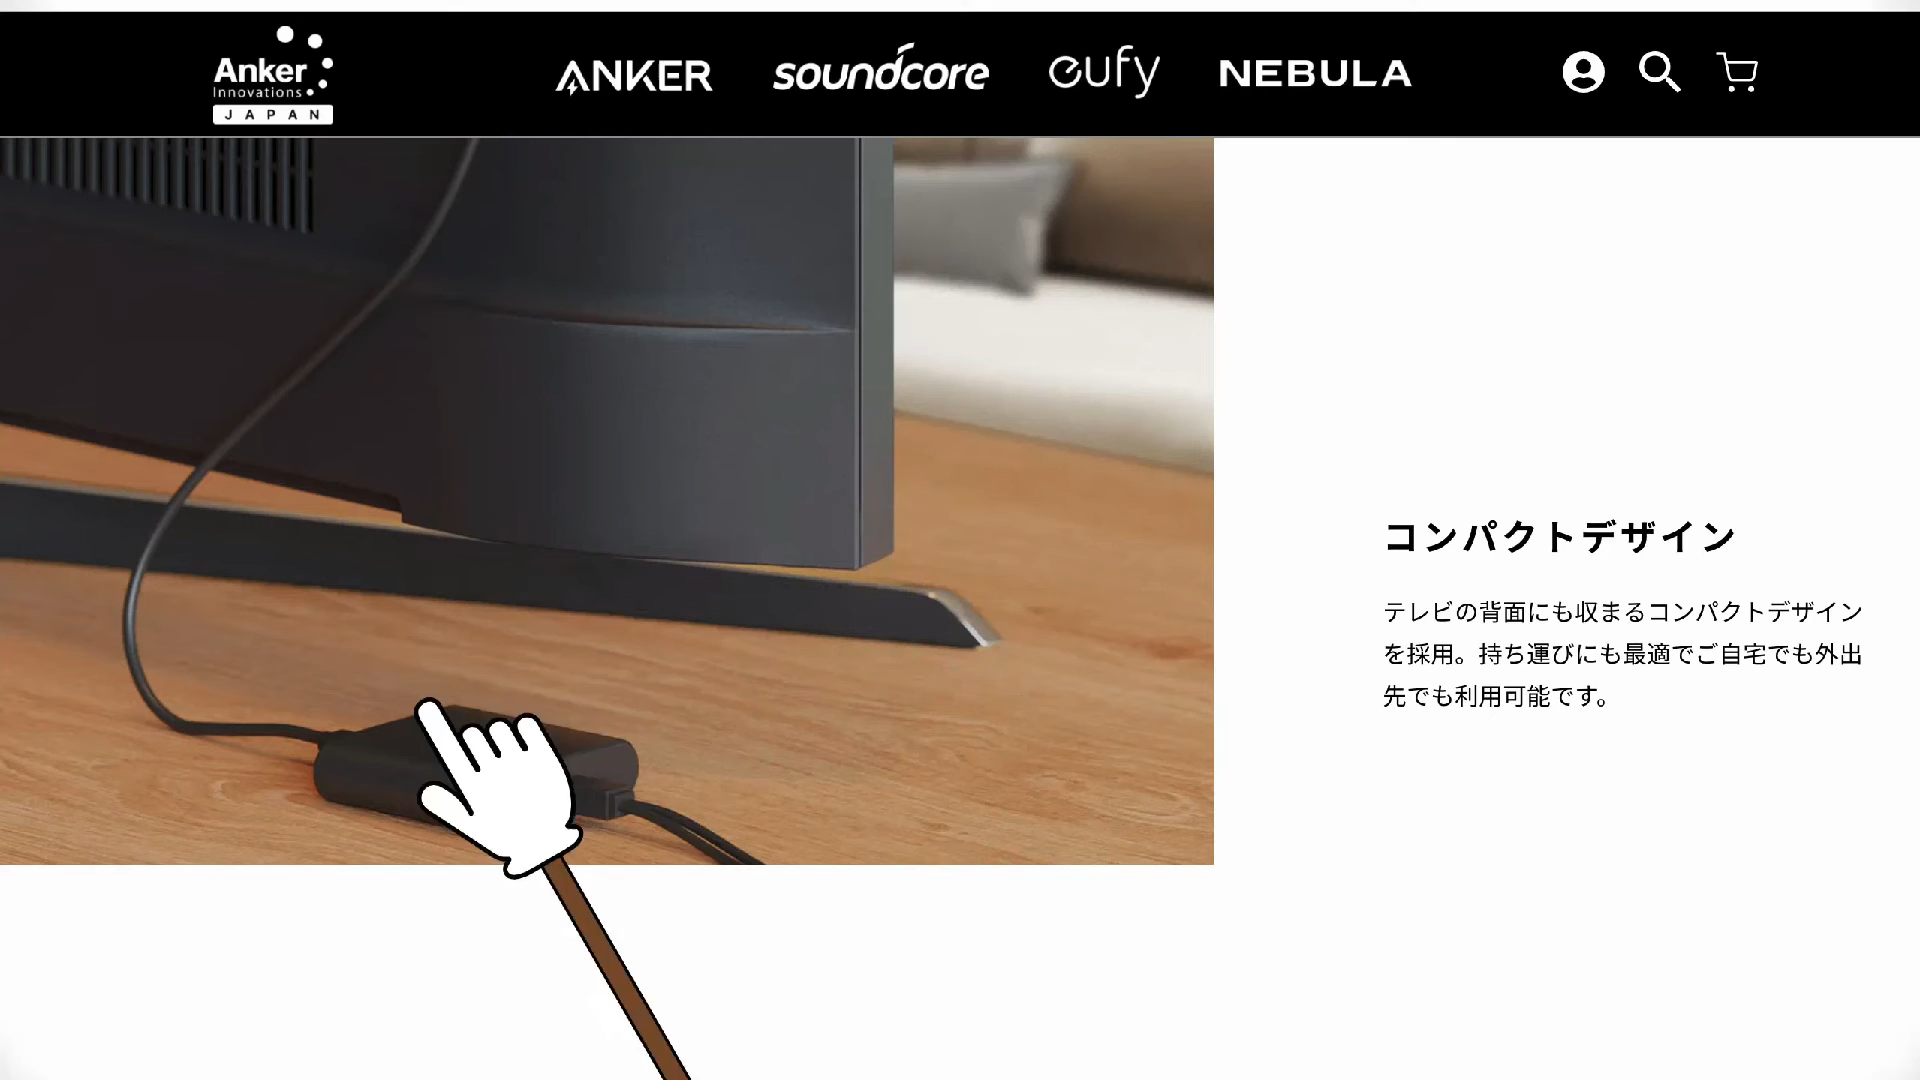 Anker
Innovations
JAPAN
ANKER
soundcore
eufy
NEBULA
コンパクトデザイン
テレビの背面にも収まるコンパクトデザイン
を採用。持ち運びにも最適でご自宅でも外出
先でも利用可能です。